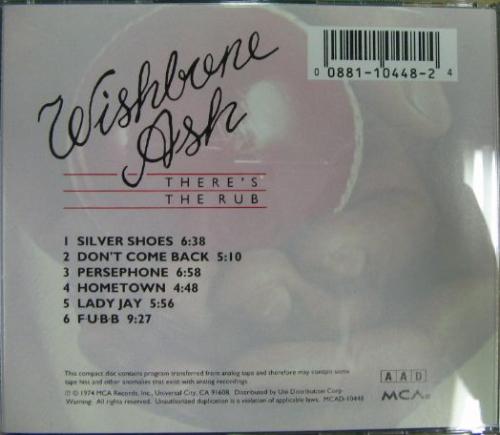 Wishbone
Ash
THERE'S
THE RUB
0 0881-10448-2 4
1 SILVER SHOES 6:38
2 DON'T COME BACK 5:10
3 PERSEPHONE 6:58
4 HOMETOWN 4:48
5 LADY JAY 5:56
6 F·U·B·B 9:27
This compact disc contains program transferred from analog tape and therefore may contain some
tape hiss and other anomalies that exist with analog recordings.
℗ © 1974 MCA Records, Inc., Universal City, CA 91608. Distributed by Uni Distribution Corp
Warning: All rights reserved. Unauthorized duplication is a violation of applicable laws. MCAD-10448
A A D
MCA